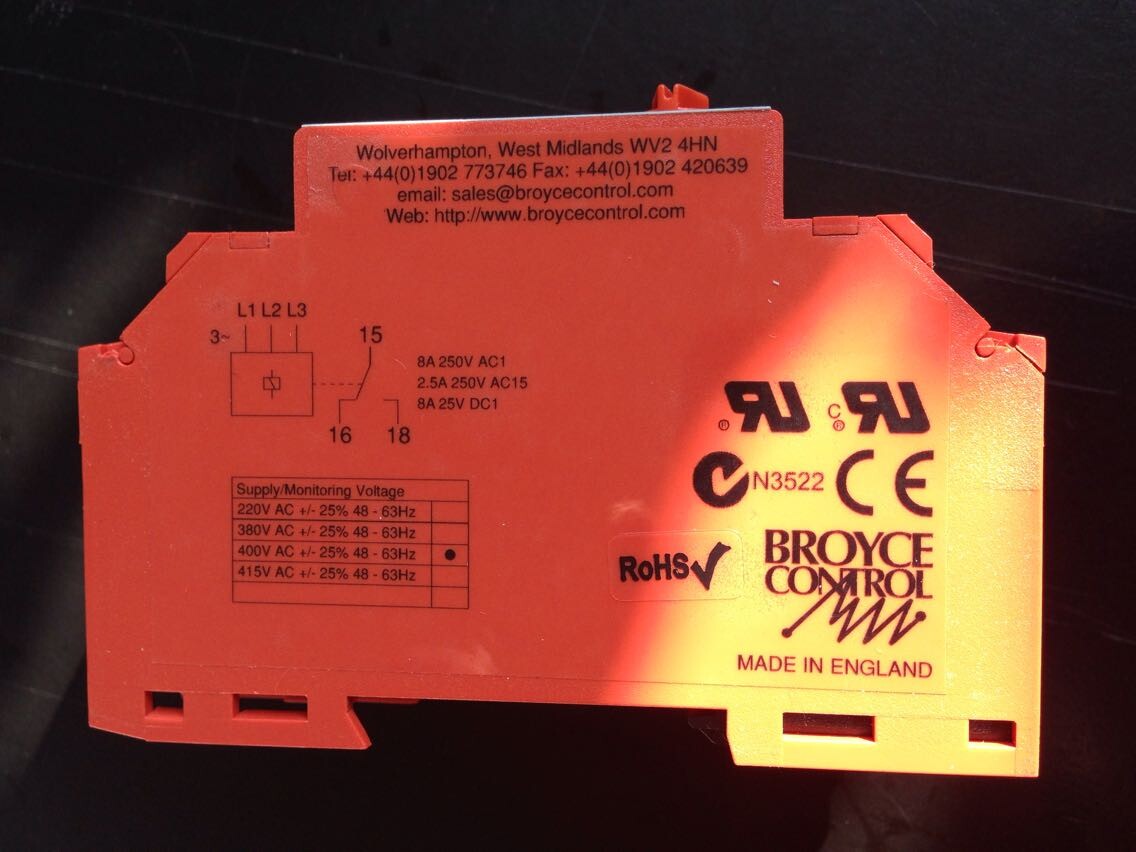 Wolverhampton, West Midlands WV2 4HN
Tel: +44(0)1902 773746 Fax: +44(0)1902 420639
email: sales@broycecontrol.com
Web: http://www.broycecontrol.com
L1 L2 L3
3~
15
16 18
8A 250V AC1
2.5A 250V AC15
8A 25V DC1
Supply/Monitoring Voltage
220V AC +/- 25% 48 - 63Hz
380V AC +/- 25% 48 - 63Hz
400V AC +/- 25% 48 - 63Hz ●
415V AC +/- 25% 48 - 63Hz
RU ® C RU ®
N3522 CE
RoHS✓
BROYCE
CONTROL
MADE IN ENGLAND